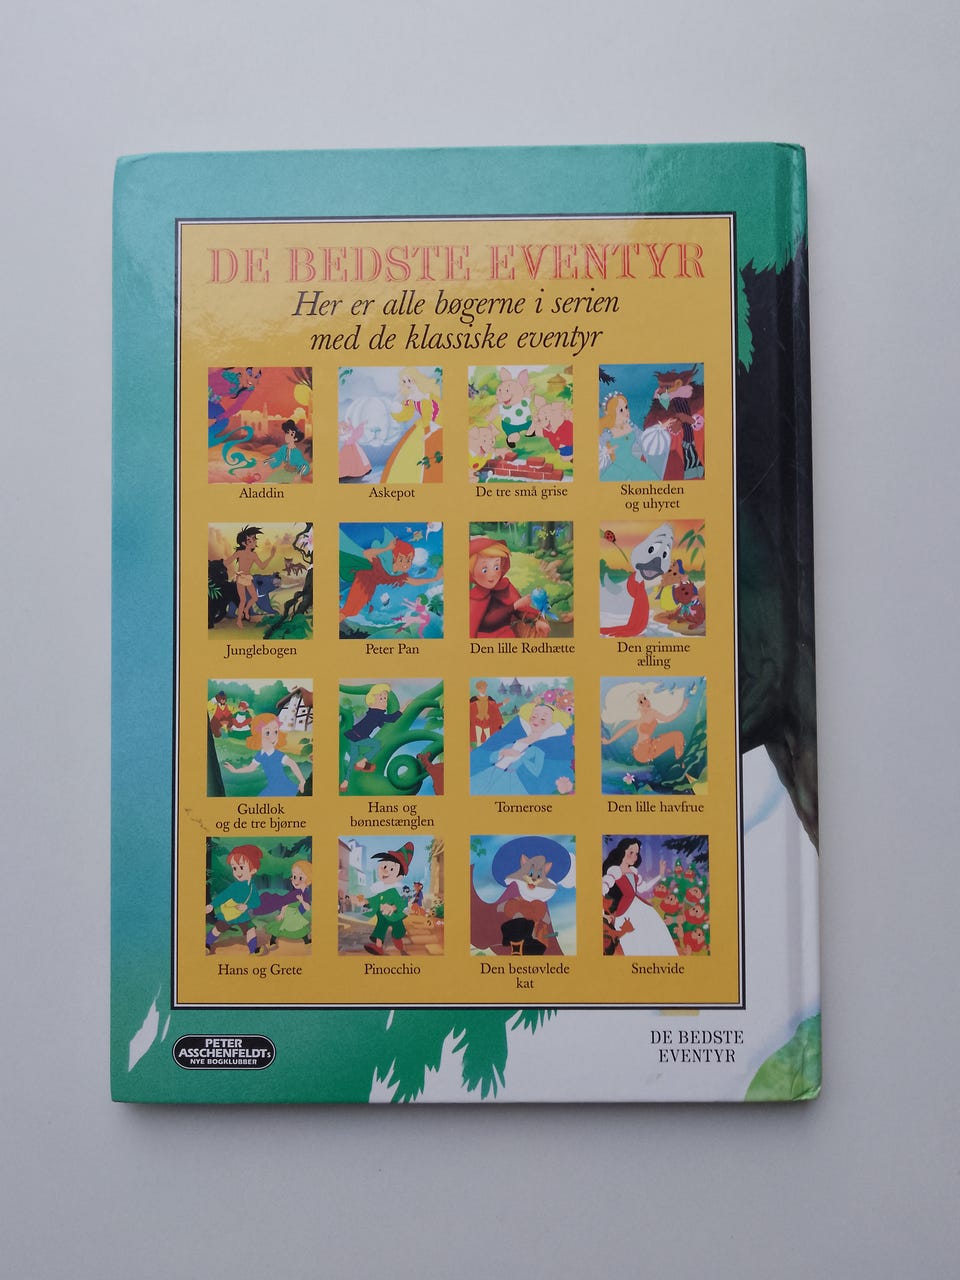 DE BEDSTE EVENTYR
Her er alle bøgerne i serien
med de klassiske eventyr
Aladdin
Askepot
De tre små grise
Skønheden
og uhyret
Junglebogen
Peter Pan
Den lille Rødhætte
Den grimme
ælling
Guldlok
og de tre bjørne
Hans og
bønnestænglen
Tornerose
Den lille havfrue
Hans og Grete
Pinocchio
Den bestøvlede
kat
Snehvide
PETER
ASSCHENFELDTs
NYE BOGKLUBBER
DE BEDSTE
EVENTYR